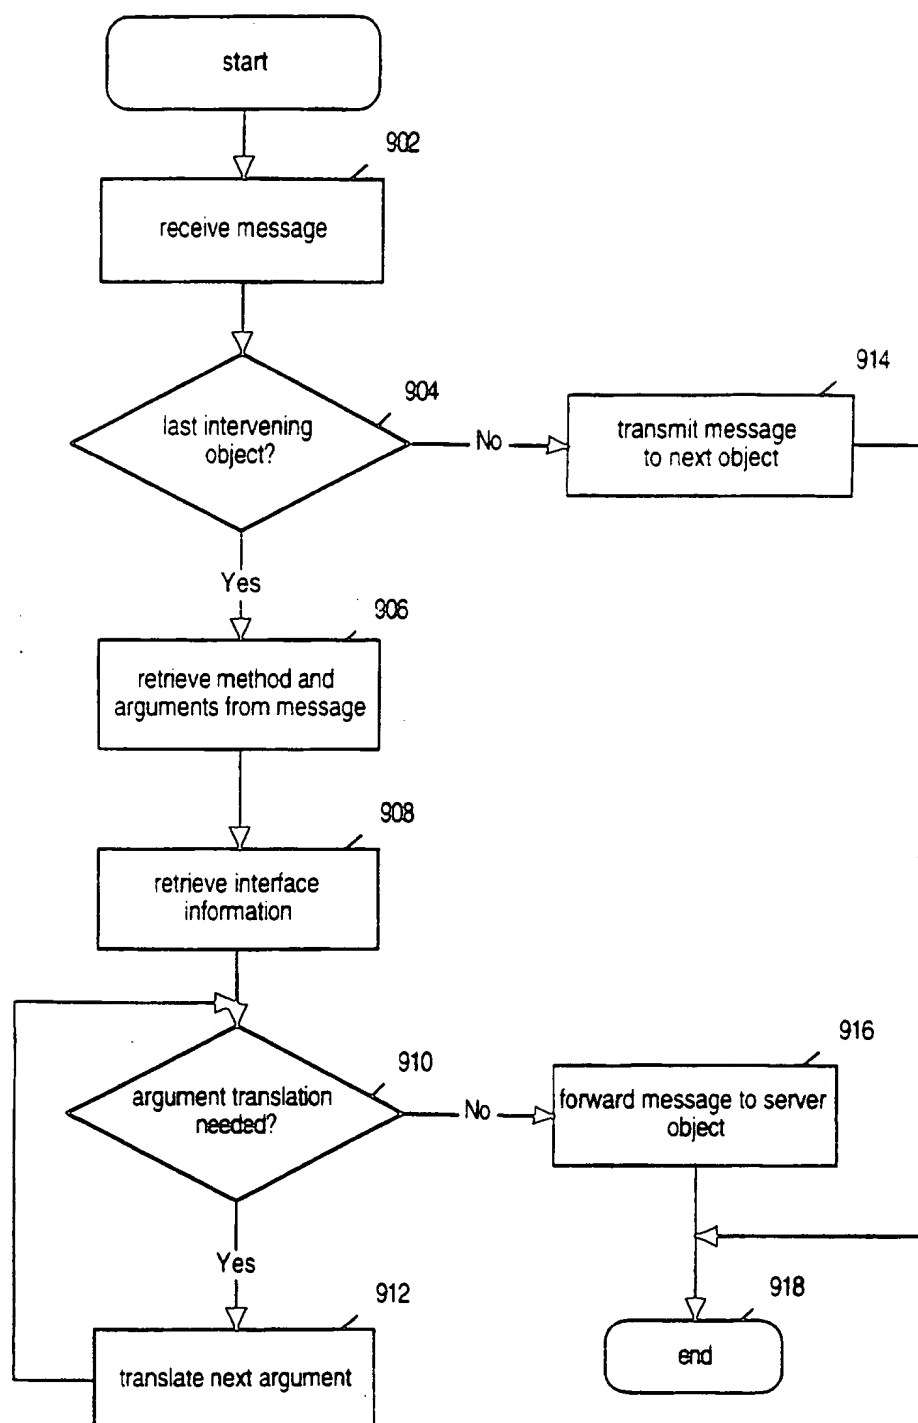 start
902
receive message
904
last intervening
object?
No
914
transmit message
to next object
Yes
906
retrieve method and
arguments from message
908
retrieve interface
information
910
argument translation
needed?
No
916
forward message to server
object
Yes
912
translate next argument
918
end